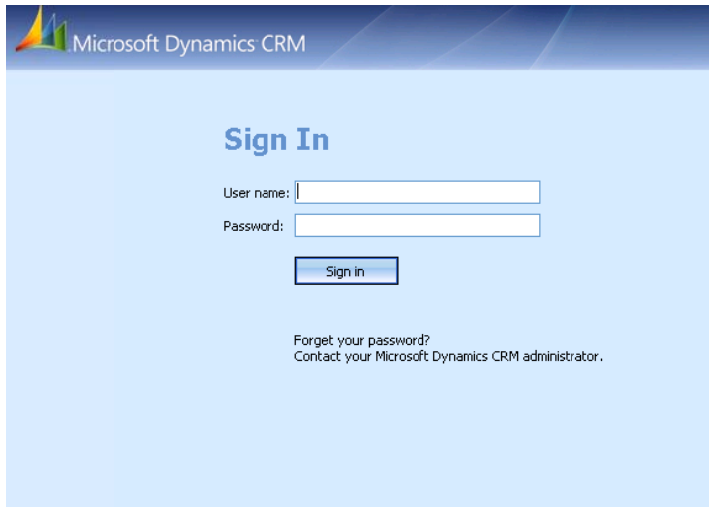 Microsoft Dynamics CRM
Sign In
User name:
Password:
Sign in
Forget your password?
Contact your Microsoft Dynamics CRM administrator.